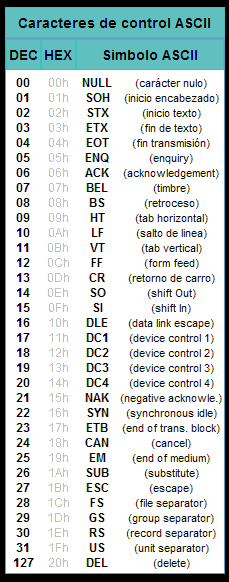 Caracteres de control ASCII
DEC HEX Simbolo ASCII
00 00h NULL (carácter nulo)
01 01h SOH (inicio encabezado)
02 02h STX (inicio texto)
03 03h ETX (fin de texto)
04 04h EOT (fin transmisión)
05 05h ENQ (enquiry)
06 06h ACK (acknowledgement)
07 07h BEL (timbre)
08 08h BS (retroceso)
09 09h HT (tab horizontal)
10 0Ah LF (salto de linea)
11 0Bh VT (tab vertical)
12 0Ch FF (form feed)
13 0Dh CR (retorno de carro)
14 0Eh SO (shift Out)
15 0Fh SI (shift In)
16 10h DLE (data link escape)
17 11h DC1 (device control 1)
18 12h DC2 (device control 2)
19 13h DC3 (device control 3)
20 14h DC4 (device control 4)
21 15h NAK (negative acknowle.)
22 16h SYN (synchronous idle)
23 17h ETB (end of trans. block)
24 18h CAN (cancel)
25 19h EM (end of medium)
26 1Ah SUB (substitute)
27 1Bh ESC (escape)
28 1Ch FS (file separator)
29 1Dh GS (group separator)
30 1Eh RS (record separator)
31 1Fh US (unit separator)
127 20h DEL (delete)